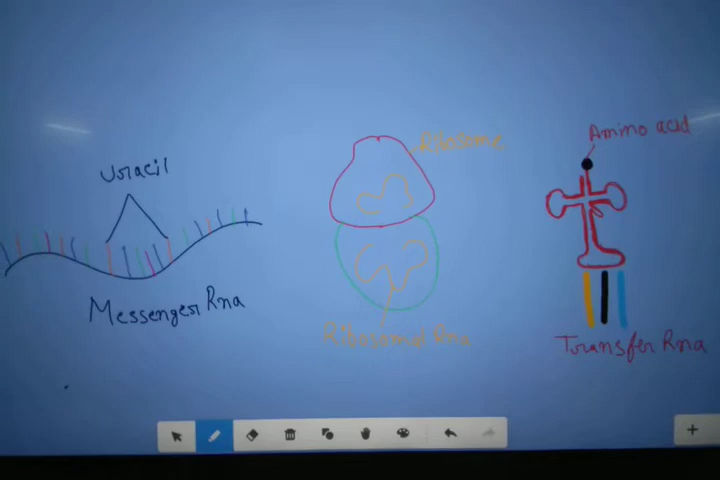 Uracil
Messenger Rna
Ribosome
Ribosomal Rna
Amino acid
Transfer Rna